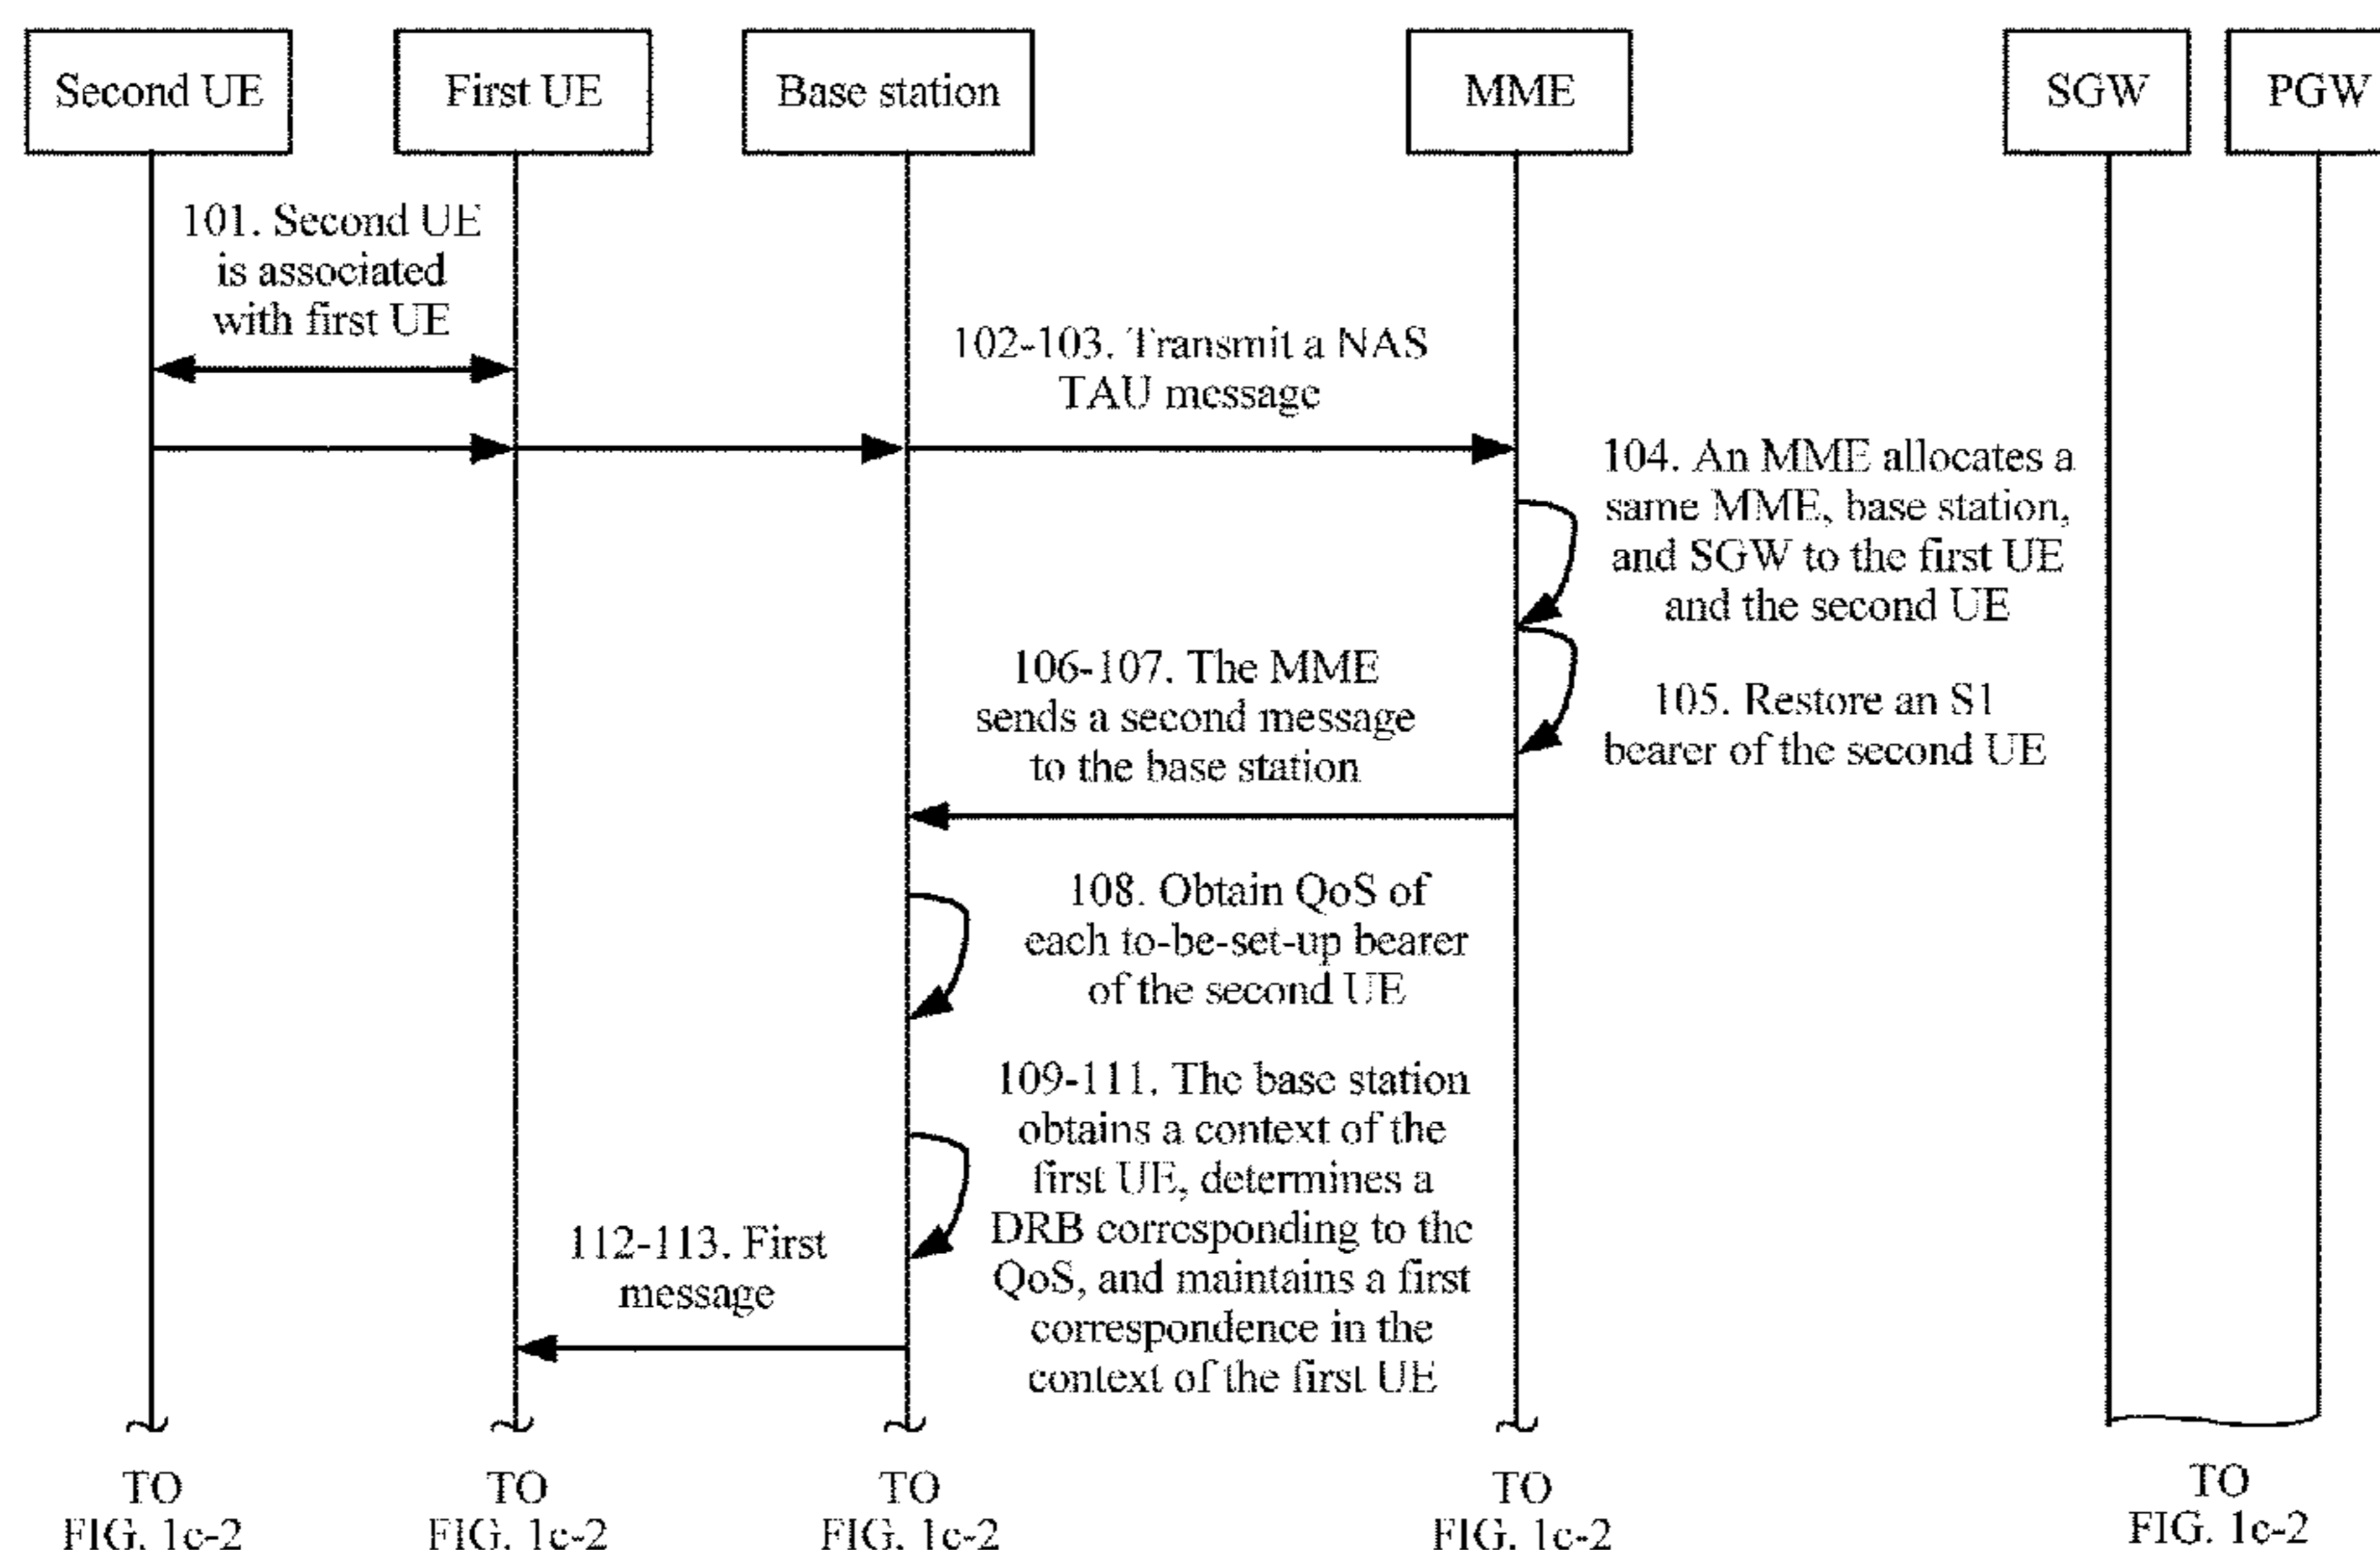 Second UE
First UE
Base station
MME
SGW
PGW
101. Second UE
is associated
with first UE
102-103. Transmit a NAS
TAU message
104. An MME allocates a
same MME, base station,
and SGW to the first UE
and the second UE
105. Restore an S1
bearer of the second UE
106-107. The MME
sends a second message
to the base station
108. Obtain QoS of
each to-be-set-up bearer
of the second UE
109-111. The base station
obtains a context of the
first UE, determines a
DRB corresponding to the
QoS, and maintains a first
correspondence in the
context of the first UE
112-113. First
message
TO
FIG. 1c-2
TO
FIG. 1c-2
TO
FIG. 1c-2
TO
FIG. 1c-2
TO
FIG. 1c-2